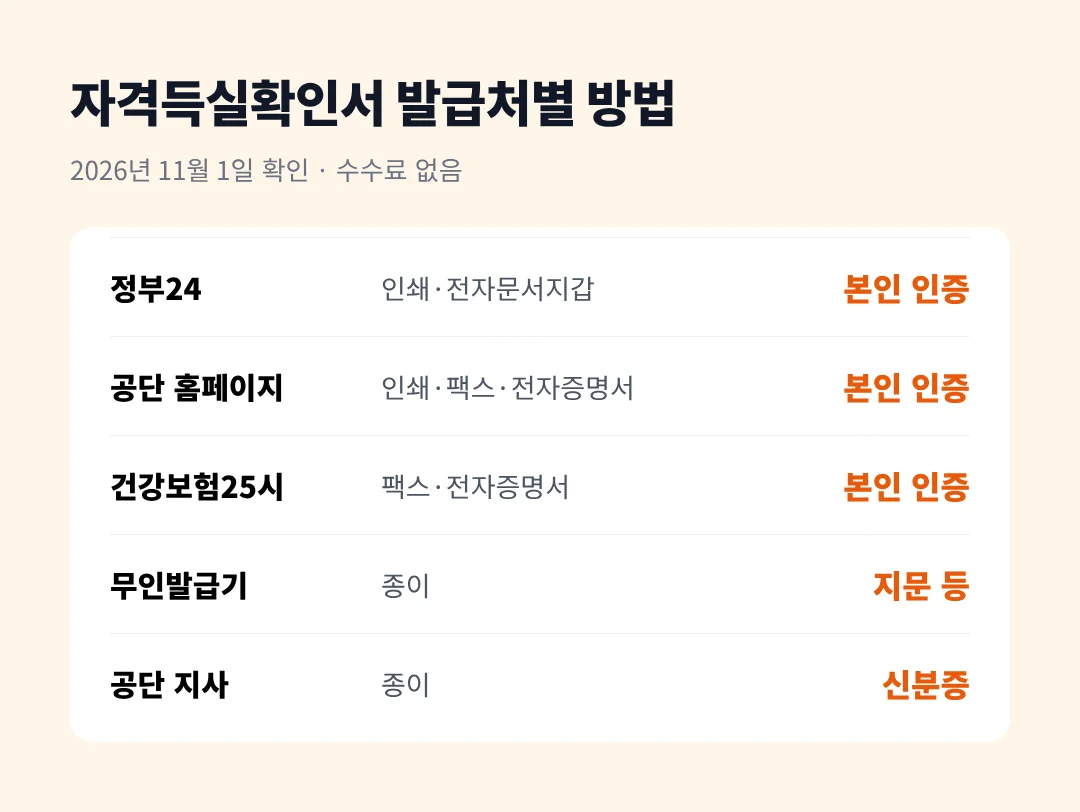 자격득실확인서 발급처별 방법
2026년 11월 1일 확인 · 수수료 없음
정부24 인쇄·전자문서지갑 본인 인증
공단 홈페이지 인쇄·팩스·전자증명서 본인 인증
건강보험25시 팩스·전자증명서 본인 인증
무인발급기 종이 지문 등
공단 지사 종이 신분증